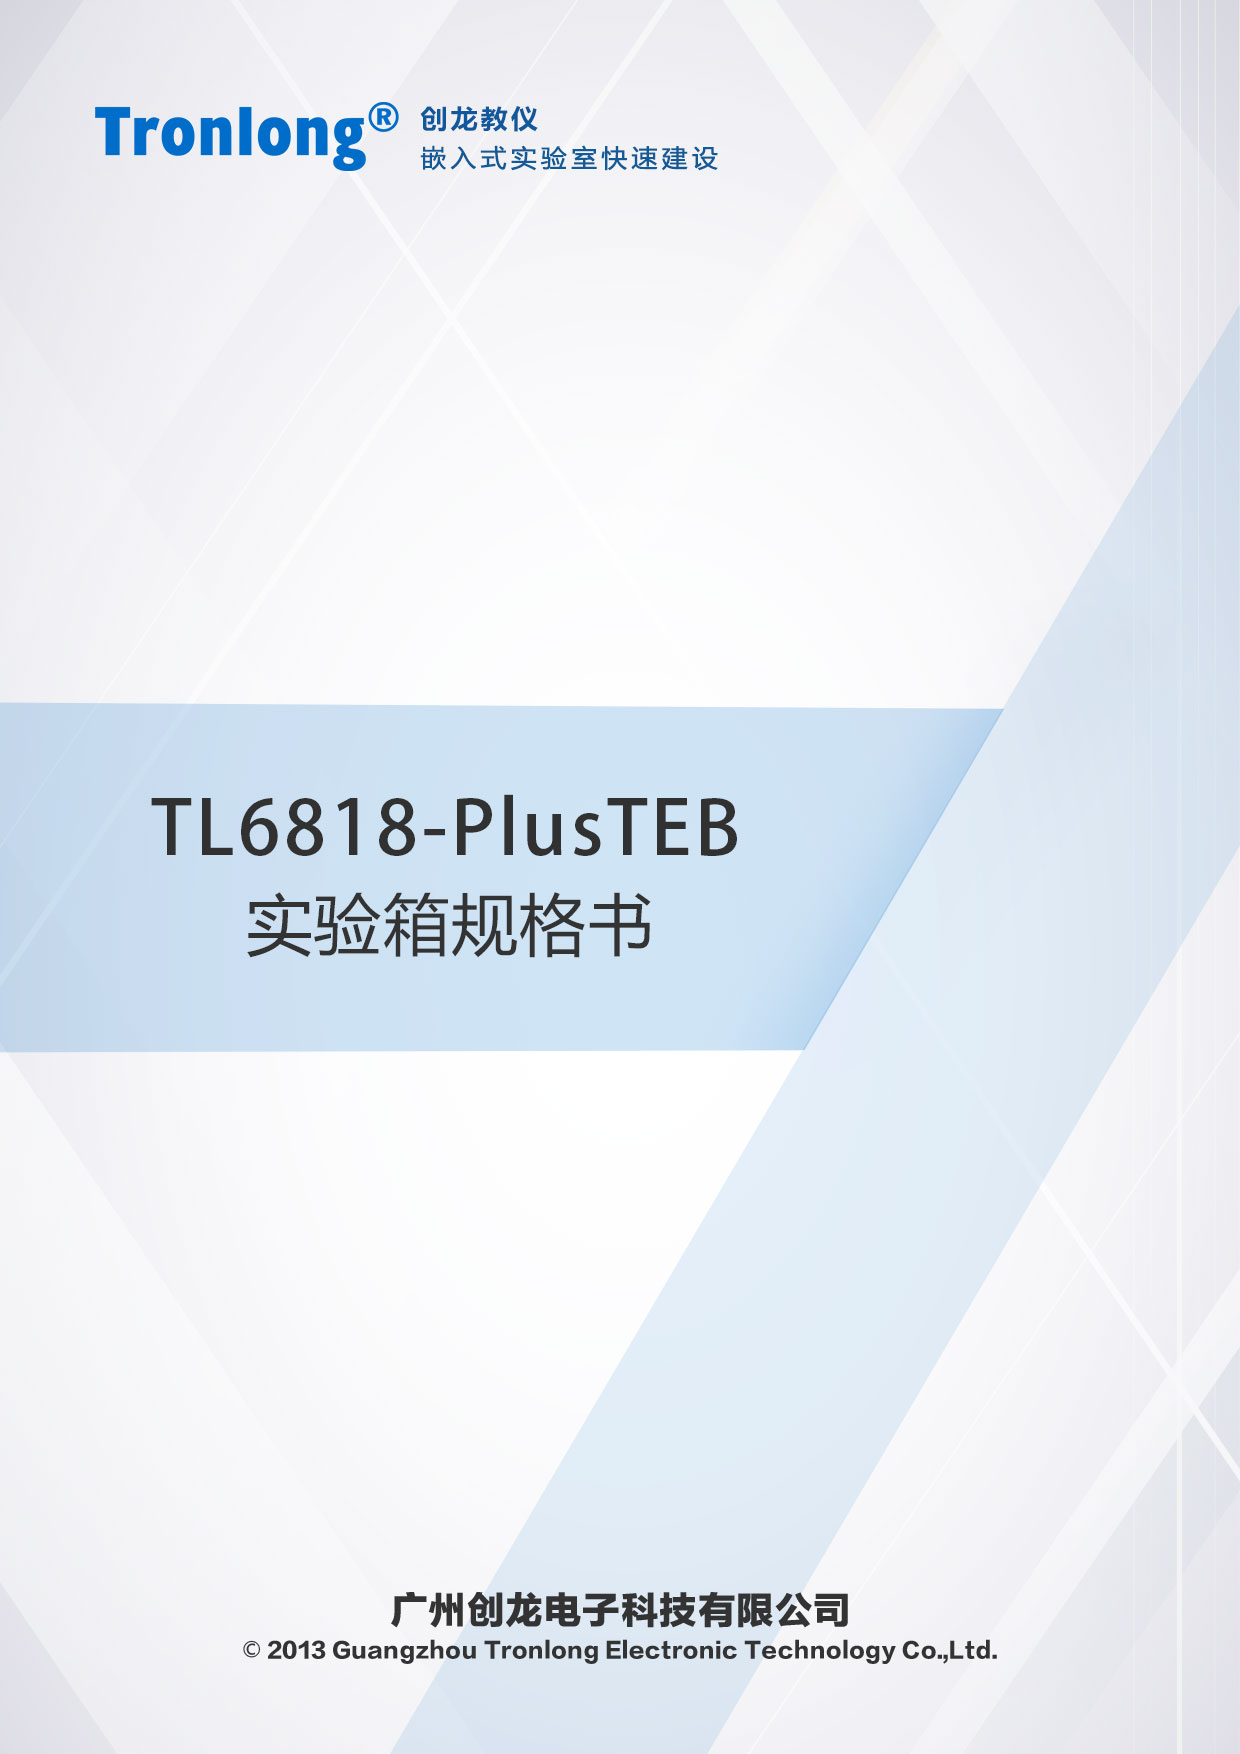 Tronlong® 创龙教仪
嵌入式实验室快速建设
TL6818-PlusTEB
实验箱规格书
广州创龙电子科技有限公司
© 2013 Guangzhou Tronlong Electronic Technology Co.,Ltd.